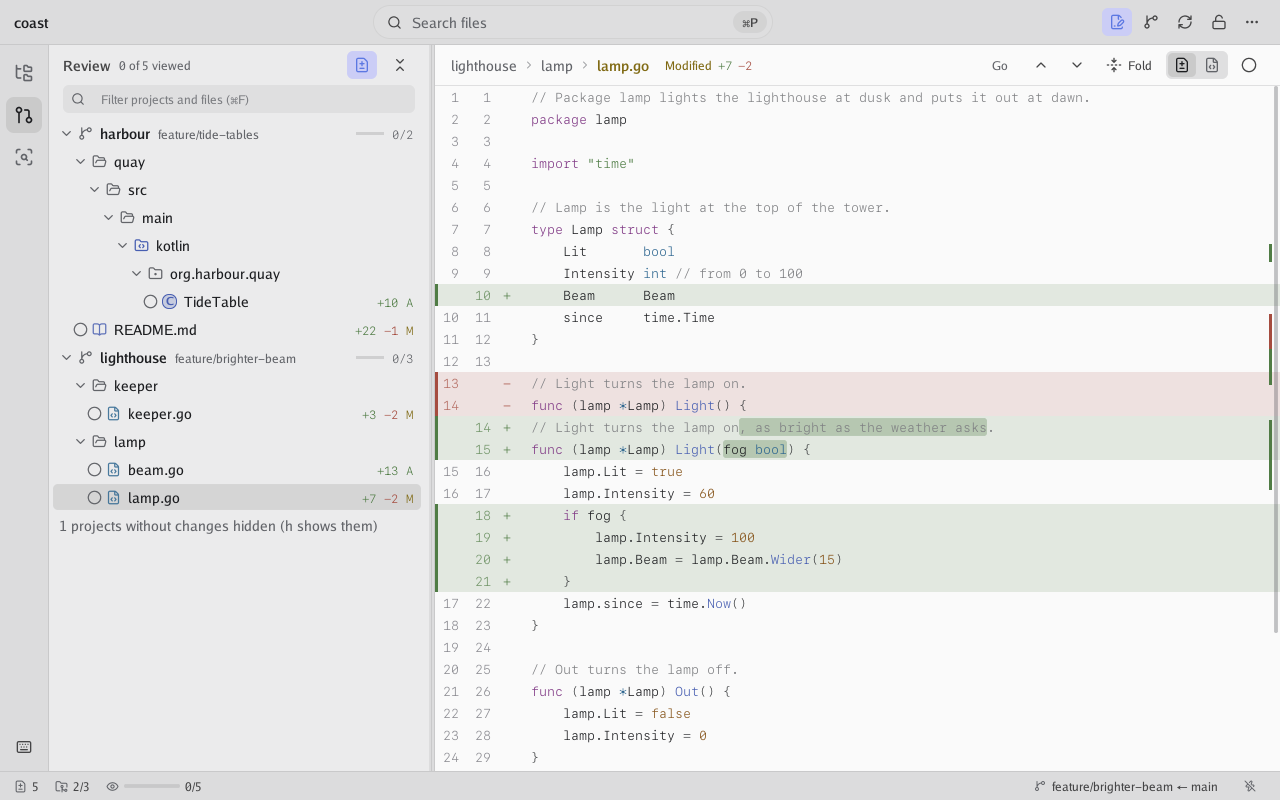 coast
Search files
⌘P
Review 0 of 5 viewed
Filter projects and files (⌘F)
harbour feature/tide-tables 0/2
quay
src
main
kotlin
org.harbour.quay
C TideTable +10 A
README.md +22 −1 M
lighthouse feature/brighter-beam 0/3
keeper
keeper.go +3 −2 M
lamp
beam.go +13 A
lamp.go +7 −2 M
1 projects without changes hidden (h shows them)
lighthouse lamp lamp.go Modified +7 −2
Go
Fold
1 1 // Package lamp lights the lighthouse at dusk and puts it out at dawn.
2 2 package lamp
3 3
4 4 import "time"
5 5
6 6 // Lamp is the light at the top of the tower.
7 7 type Lamp struct {
8 8 Lit bool
9 9 Intensity int // from 0 to 100
10 + Beam Beam
10 11 since time.Time
11 12 }
12 13
13 − // Light turns the lamp on.
14 − func (lamp *Lamp) Light() {
14 + // Light turns the lamp on, as bright as the weather asks.
15 + func (lamp *Lamp) Light(fog bool) {
15 16 lamp.Lit = true
16 17 lamp.Intensity = 60
18 + if fog {
19 + lamp.Intensity = 100
20 + lamp.Beam = lamp.Beam.Wider(15)
21 + }
17 22 lamp.since = time.Now()
18 23 }
19 24
20 25 // Out turns the lamp off.
21 26 func (lamp *Lamp) Out() {
22 27 lamp.Lit = false
23 28 lamp.Intensity = 0
24 29 }
5 2/3 0/5
feature/brighter-beam ← main